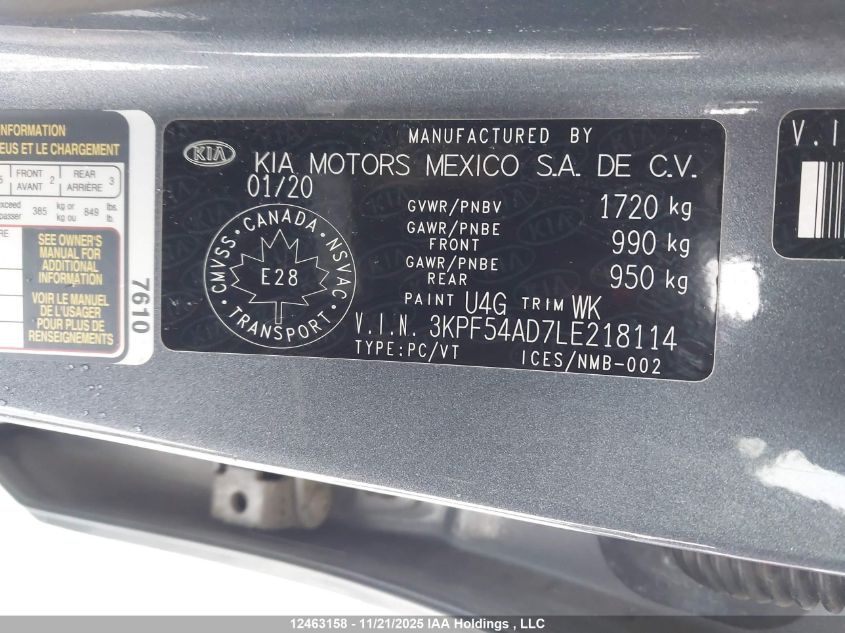 INFORMATION
EUS ET LE CHARGEMENT
5 FRONT AVANT 2 REAR ARRIÈRE 3
exceed
passer 385 kg or kg ou 849 lbs. lb.
RE
SEE OWNER'S
MANUAL FOR
ADDITIONAL
INFORMATION
VOIR LE MANUEL
DE L'USAGER
POUR PLUS DE
RENSEIGNEMENTS
7610
MANUFACTURED BY
KIA
KIA MOTORS MEXICO S.A. DE C.V.
01/20
GVWR/PNBV 1720 kg
GAWR/PNBE
FRONT 990 kg
GAWR/PNBE
REAR 950 kg
PAINT U4G TRIM WK
V.I.N. 3KPF54AD7LE218114
TYPE:PC/VT ICES/NMB-002
CANADA
CMVSS NSVAC
E28
TRANSPORT
V.I
12463158 - 11/21/2025 IAA Holdings , LLC